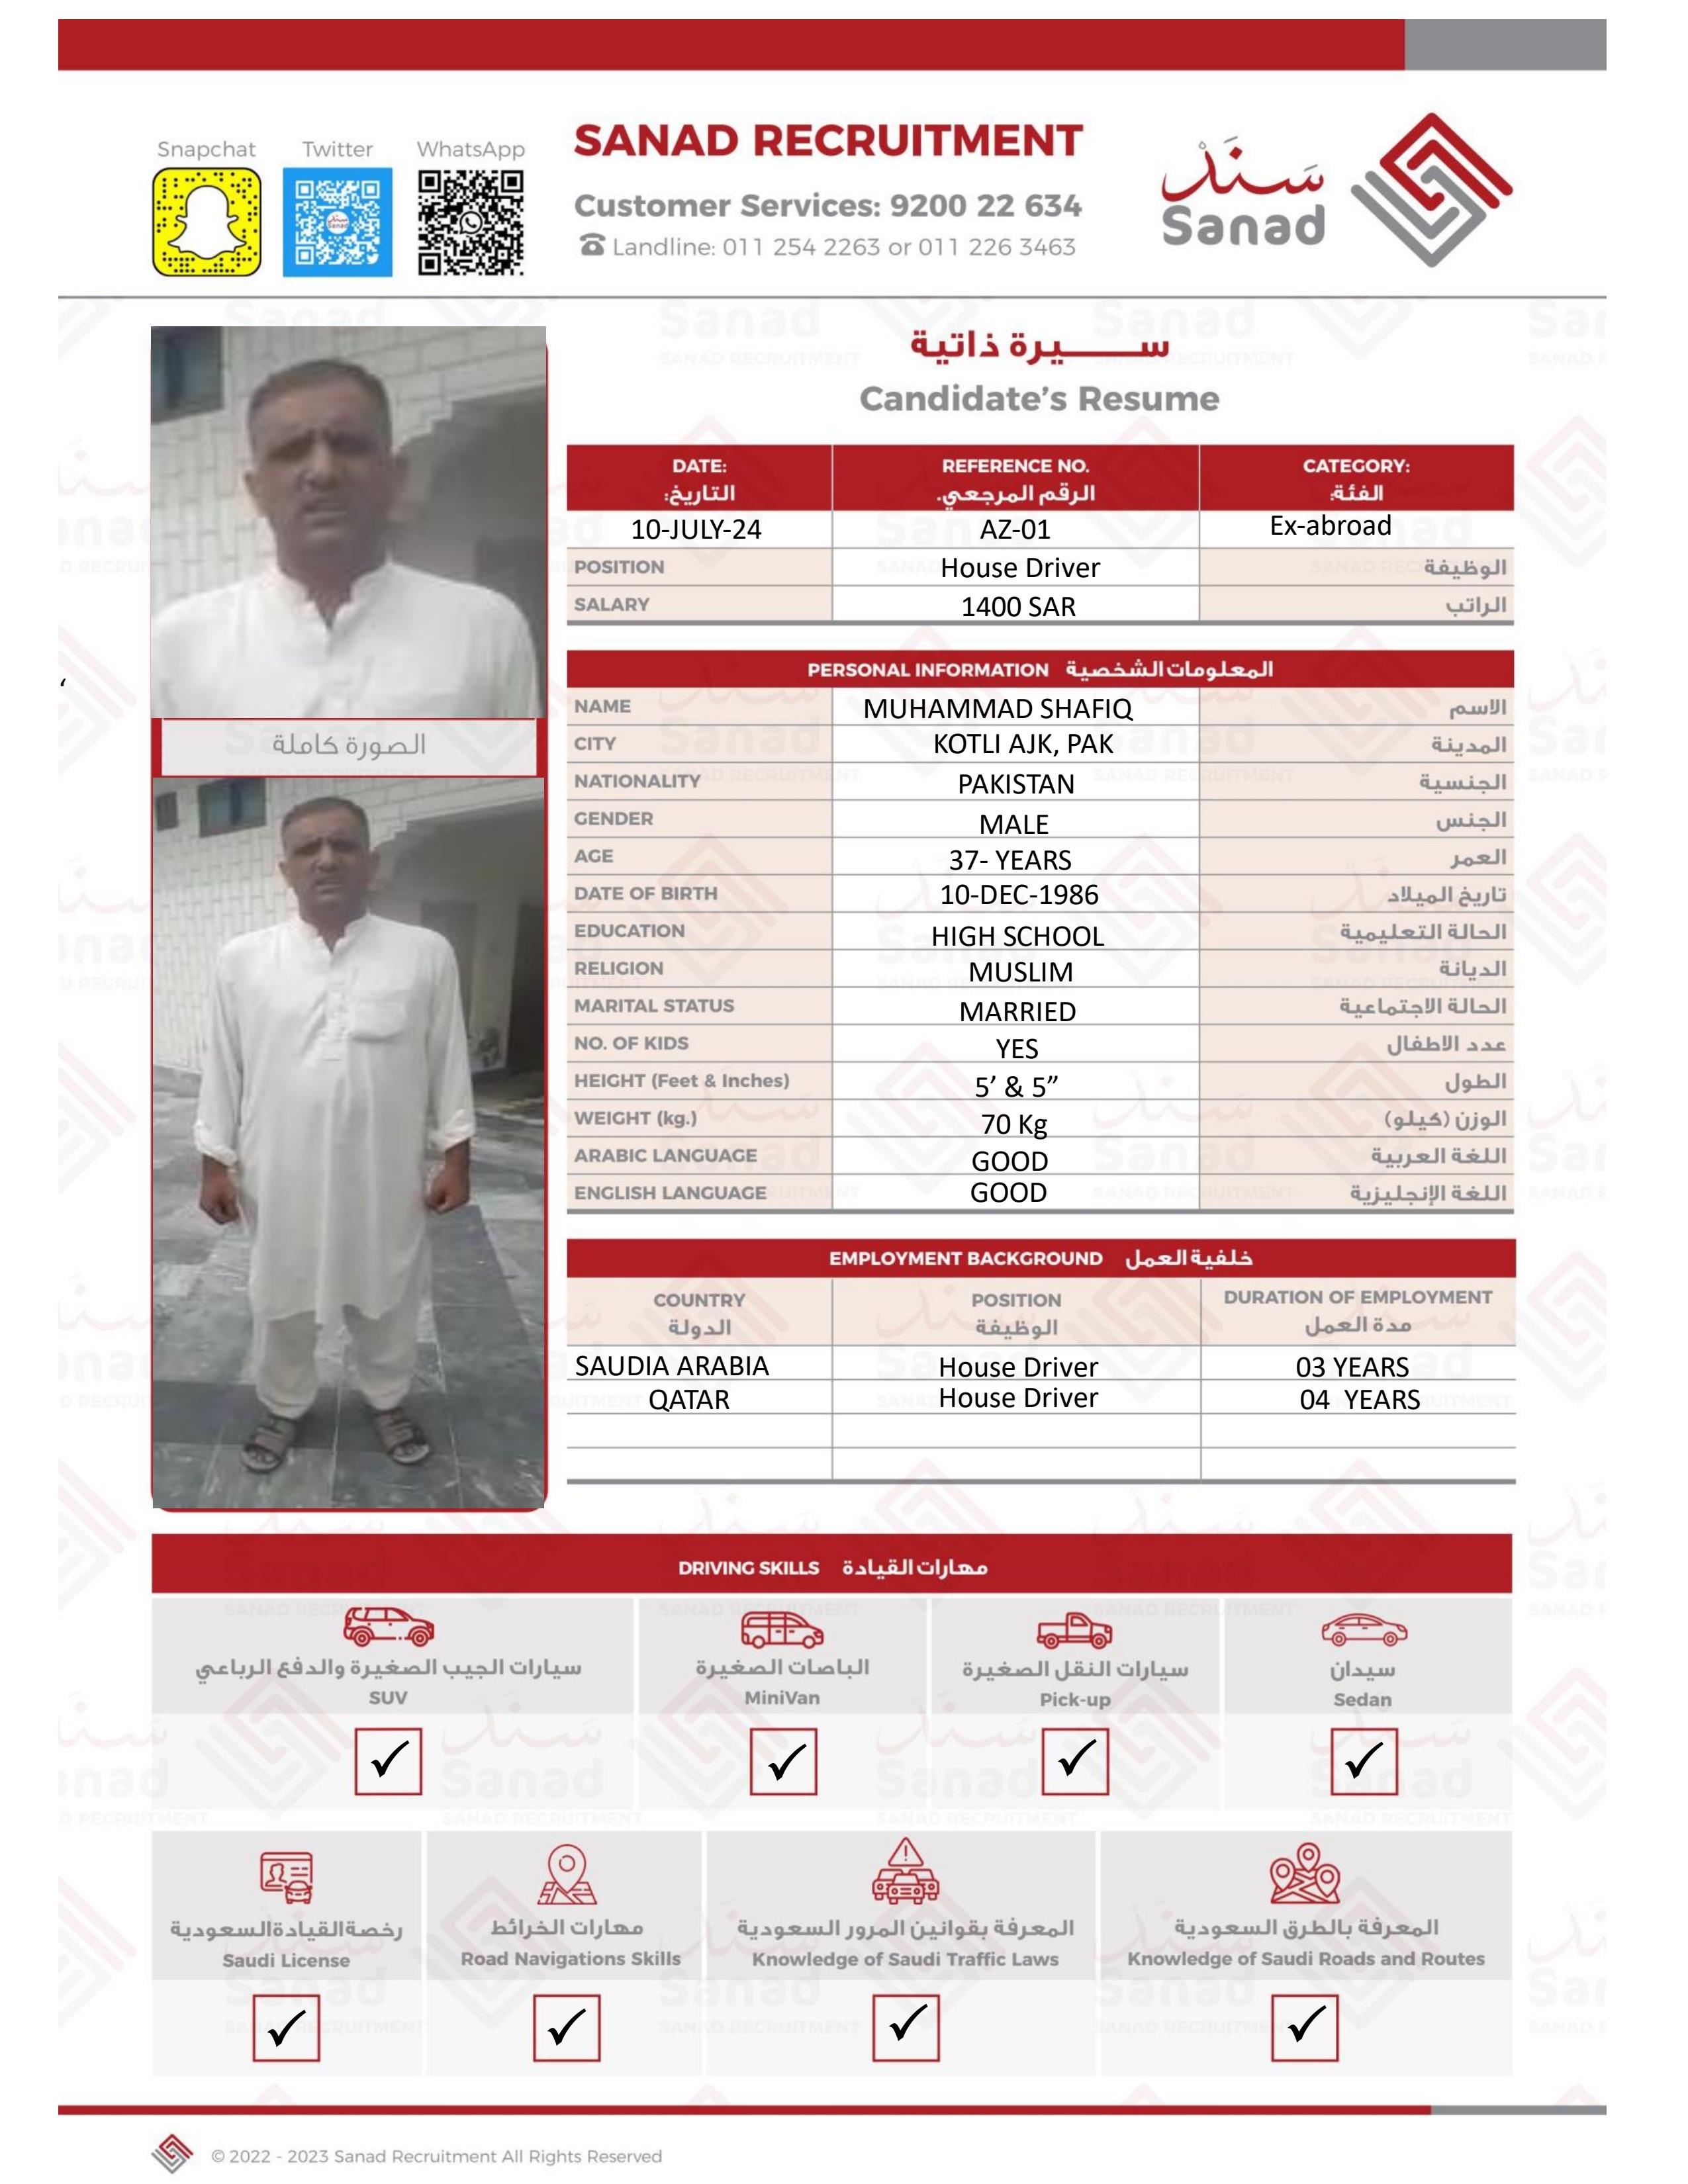 Snapchat Twitter WhatsApp
SANAD RECRUITMENT
Customer Services: 9200 22 634
Landline: 011 254 2263 or 011 226 3463
سَنَدْ
Sanad
ســـــيرة ذاتية
Candidate's Resume
الصورة كاملة
DATE: REFERENCE NO. CATEGORY:
التاريخ: الرقم المرجعي. الفئة:
10-JULY-24 AZ-01 Ex-abroad
POSITION House Driver الوظيفة
SALARY 1400 SAR الراتب
PERSONAL INFORMATION المعلومات الشخصية
NAME MUHAMMAD SHAFIQ الاسم
CITY KOTLI AJK, PAK المدينة
NATIONALITY PAKISTAN الجنسية
GENDER MALE الجنس
AGE 37- YEARS العمر
DATE OF BIRTH 10-DEC-1986 تاريخ الميلاد
EDUCATION HIGH SCHOOL الحالة التعليمية
RELIGION MUSLIM الديانة
MARITAL STATUS MARRIED الحالة الاجتماعية
NO. OF KIDS YES عدد الاطفال
HEIGHT (Feet & Inches) 5’ & 5” الطول
WEIGHT (kg.) 70 Kg الوزن (كيلو)
ARABIC LANGUAGE GOOD اللغة العربية
ENGLISH LANGUAGE GOOD اللغة الإنجليزية
EMPLOYMENT BACKGROUND خلفية العمل
COUNTRY POSITION DURATION OF EMPLOYMENT
الدولة الوظيفة مدة العمل
SAUDIA ARABIA House Driver 03 YEARS
QATAR House Driver 04 YEARS
DRIVING SKILLS مهارات القيادة
سيارات الجيب الصغيرة والدفع الرباعي الباصات الصغيرة سيارات النقل الصغيرة سيدان
SUV MiniVan Pick-up Sedan
رخصة القيادة السعودية مهارات الخرائط المعرفة بقوانين المرور السعودية المعرفة بالطرق السعودية
Saudi License Road Navigations Skills Knowledge of Saudi Traffic Laws Knowledge of Saudi Roads and Routes
© 2022 - 2023 Sanad Recruitment All Rights Reserved